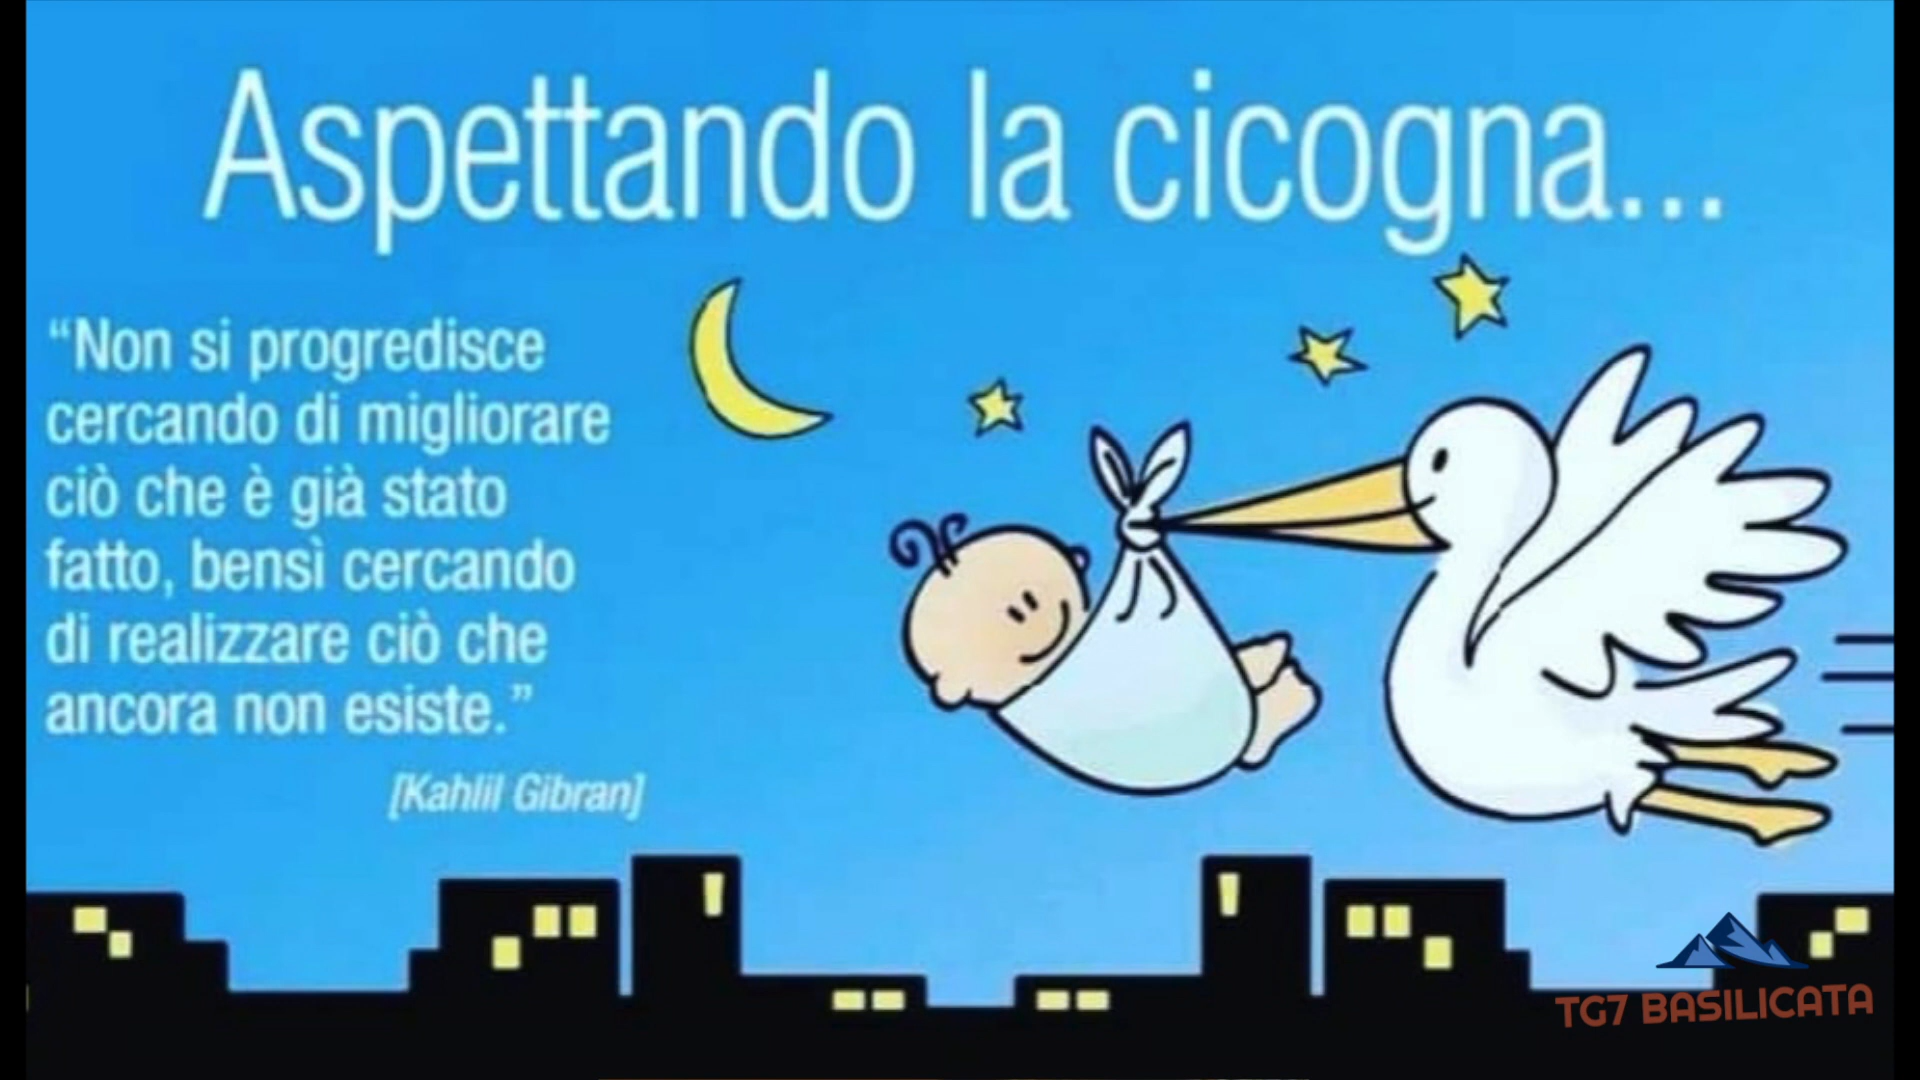 Aspettando la cicogna...
“Non si progredisce
cercando di migliorare
ciò che è già stato
fatto, bensì cercando
di realizzare ciò che
ancora non esiste.”
[Kahlil Gibran]
TG7 BASILICATA